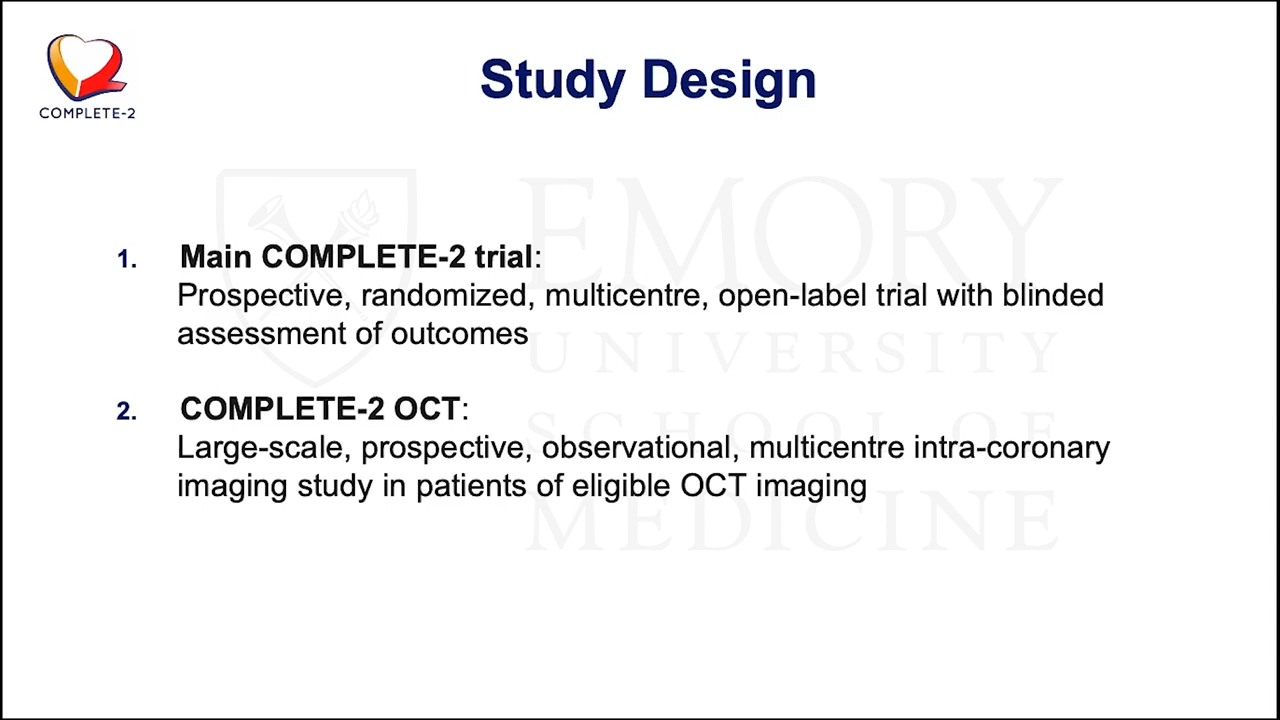 COMPLETE-2
Study Design
1. Main COMPLETE-2 trial:
Prospective, randomized, multicentre, open-label trial with blinded
assessment of outcomes
2. COMPLETE-2 OCT:
Large-scale, prospective, observational, multicentre intra-coronary
imaging study in patients of eligible OCT imaging
EMORY
UNIVERSITY
SCHOOL OF
MEDICINE